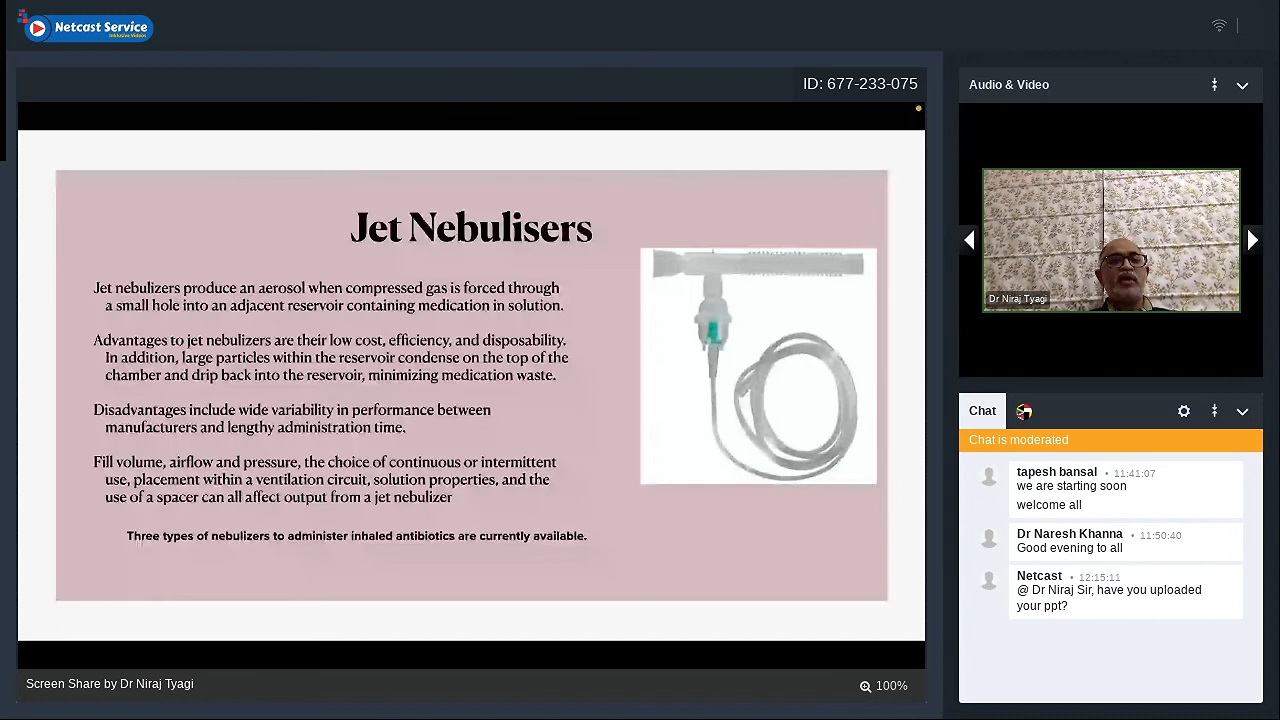 Netcast Service
Inklusive Videos
ID: 677-233-075
Jet Nebulisers
Jet nebulizers produce an aerosol when compressed gas is forced through
a small hole into an adjacent reservoir containing medication in solution.
Advantages to jet nebulizers are their low cost, efficiency, and disposability.
In addition, large particles within the reservoir condense on the top of the
chamber and drip back into the reservoir, minimizing medication waste.
Disadvantages include wide variability in performance between
manufacturers and lengthy administration time.
Fill volume, airflow and pressure, the choice of continuous or intermittent
use, placement within a ventilation circuit, solution properties, and the
use of a spacer can all affect output from a jet nebulizer
Three types of nebulizers to administer inhaled antibiotics are currently available.
Screen Share by Dr Niraj Tyagi
100%
Audio & Video
Dr Niraj Tyagi
Chat
Chat is moderated
tapesh bansal • 11:41:07
we are starting soon
welcome all
Dr Naresh Khanna • 11:50:40
Good evening to all
Netcast • 12:15:11
@ Dr Niraj Sir, have you uploaded
your ppt?